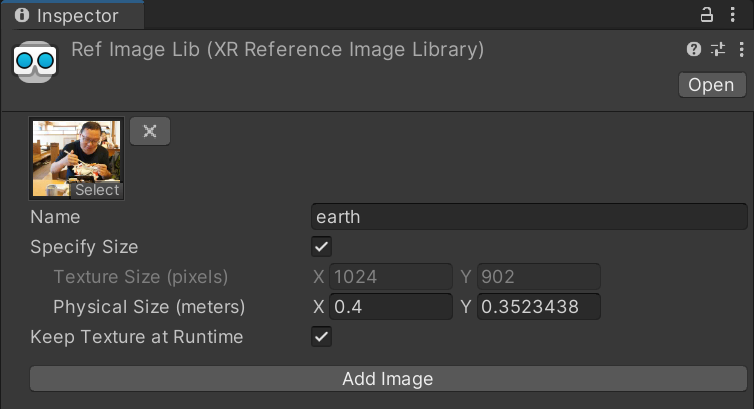 Inspector
Ref Image Lib (XR Reference Image Library)
Open
Select
Name earth
Specify Size
Texture Size (pixels) X 1024 Y 902
Physical Size (meters) X 0.4 Y 0.3523438
Keep Texture at Runtime
Add Image